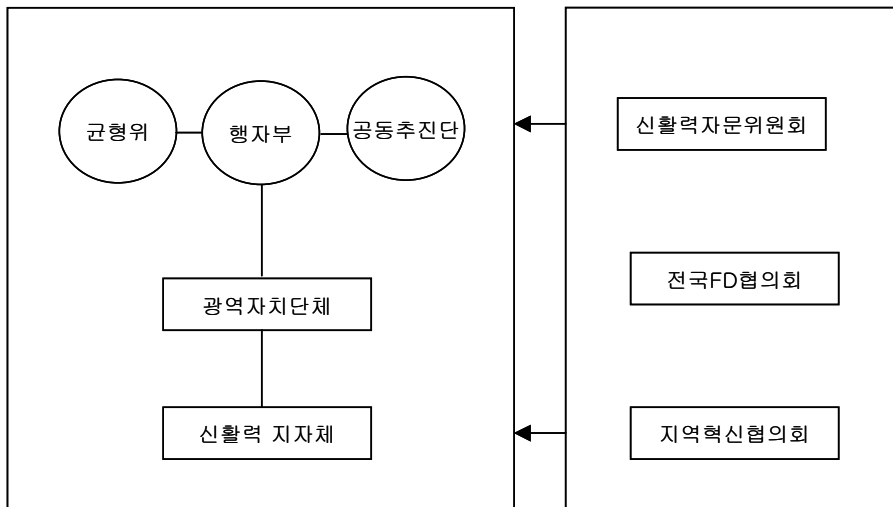 균형위
행자부
공동추진단
광역자치단체
신활력 지자체
신활력자문위원회
전국FD협의회
지역혁신협의회